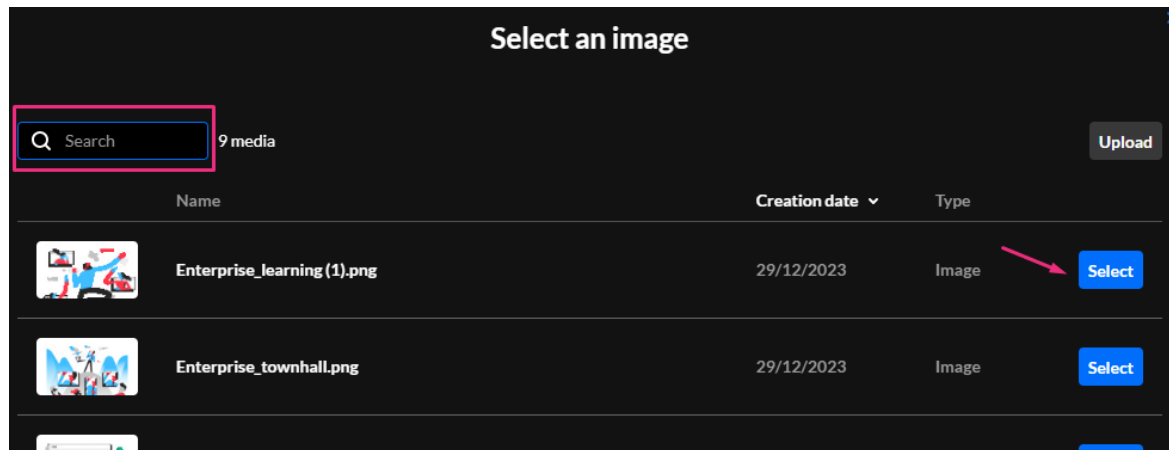 Select an image
Search
9 media
Upload
Name
Creation date
Type
Enterprise_learning (1).png
29/12/2023
Image
Select
Enterprise_townhall.png
29/12/2023
Image
Select